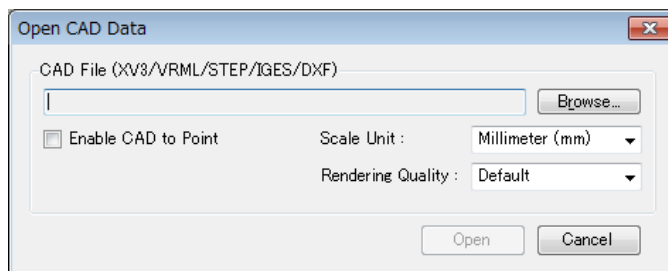 Open CAD Data
CAD File (XV3/VRML/STEP/IGES/DXF)
Browse...
Enable CAD to Point
Scale Unit :
Millimeter (mm)
Rendering Quality :
Default
Open
Cancel